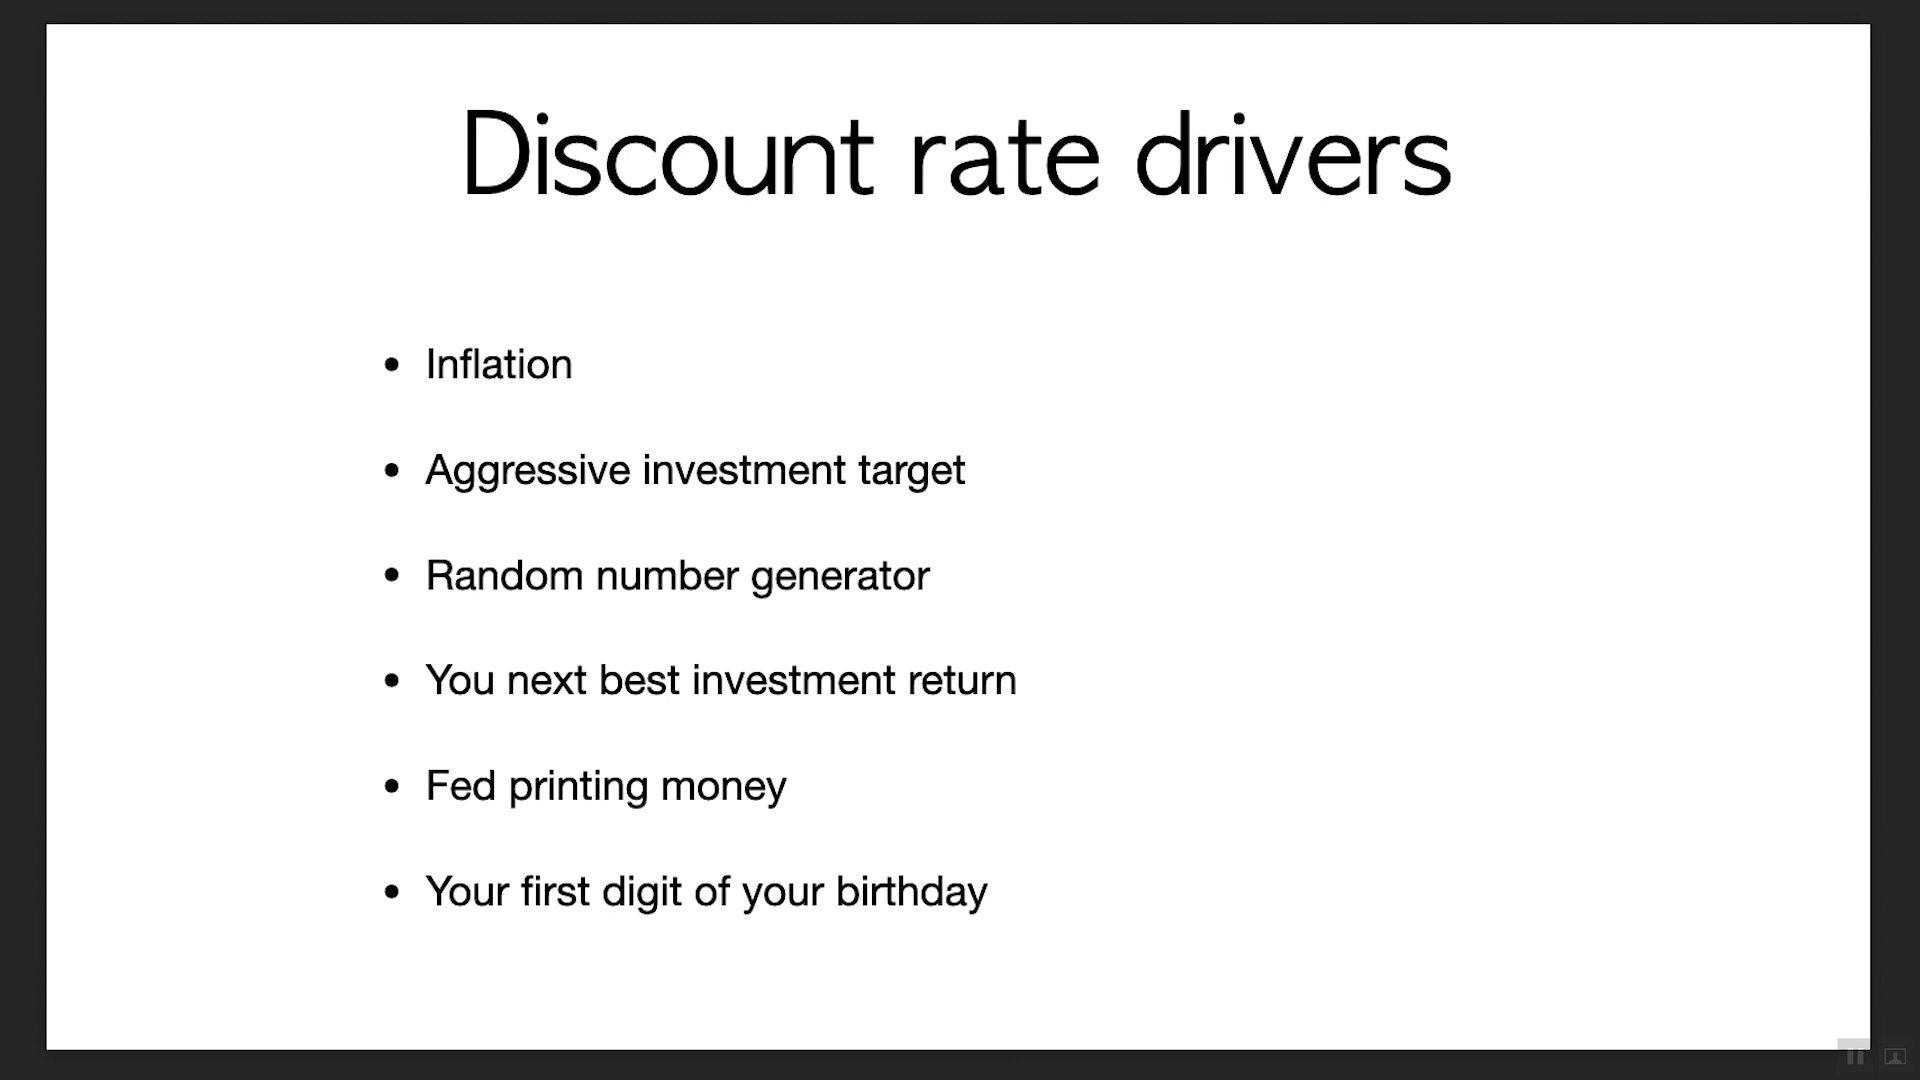 Discount rate drivers
• Inflation
• Aggressive investment target
• Random number generator
• You next best investment return
• Fed printing money
• Your first digit of your birthday